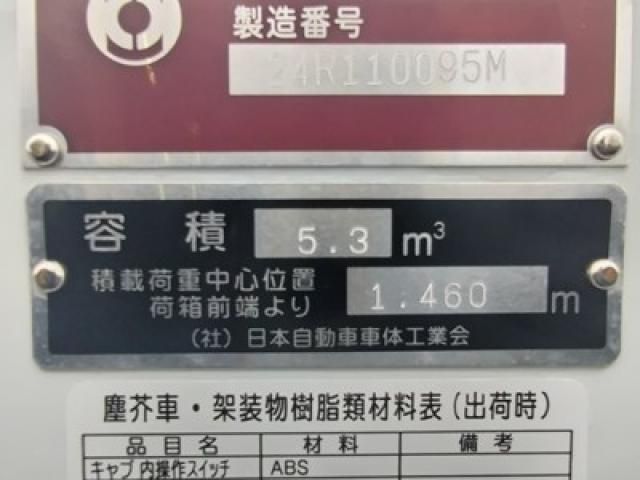 製造番号
24R110095M
容積 5.3 m³
積載荷重中心位置
荷箱前端より 1.460 m
(社)日本自動車車体工業会
塵芥車・架装物樹脂類材料表(出荷時)
品目名 材料 備考
キャブ内操作スイッチ ABS